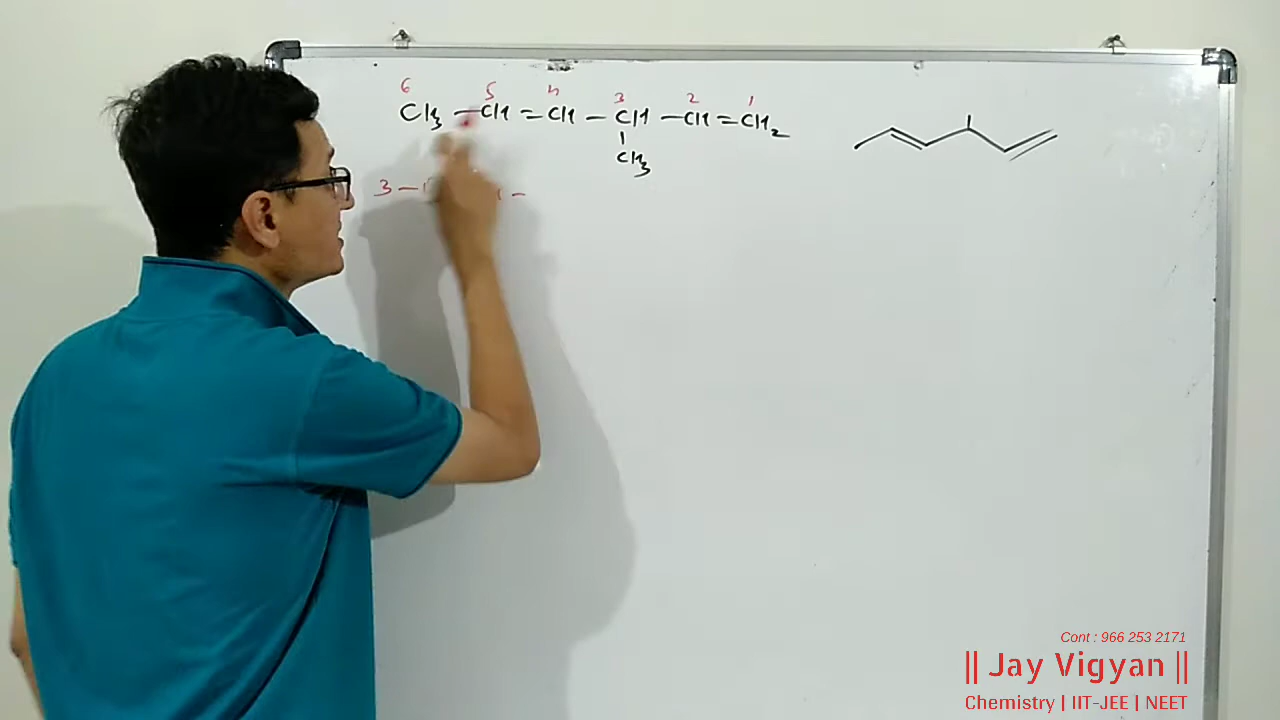 6 5 4 3 2 1
CH3 — CH = CH — CH — CH = CH2
CH3
3 —
Cont : 966 253 2171
|| Jay Vigyan ||
Chemistry | IIT-JEE | NEET